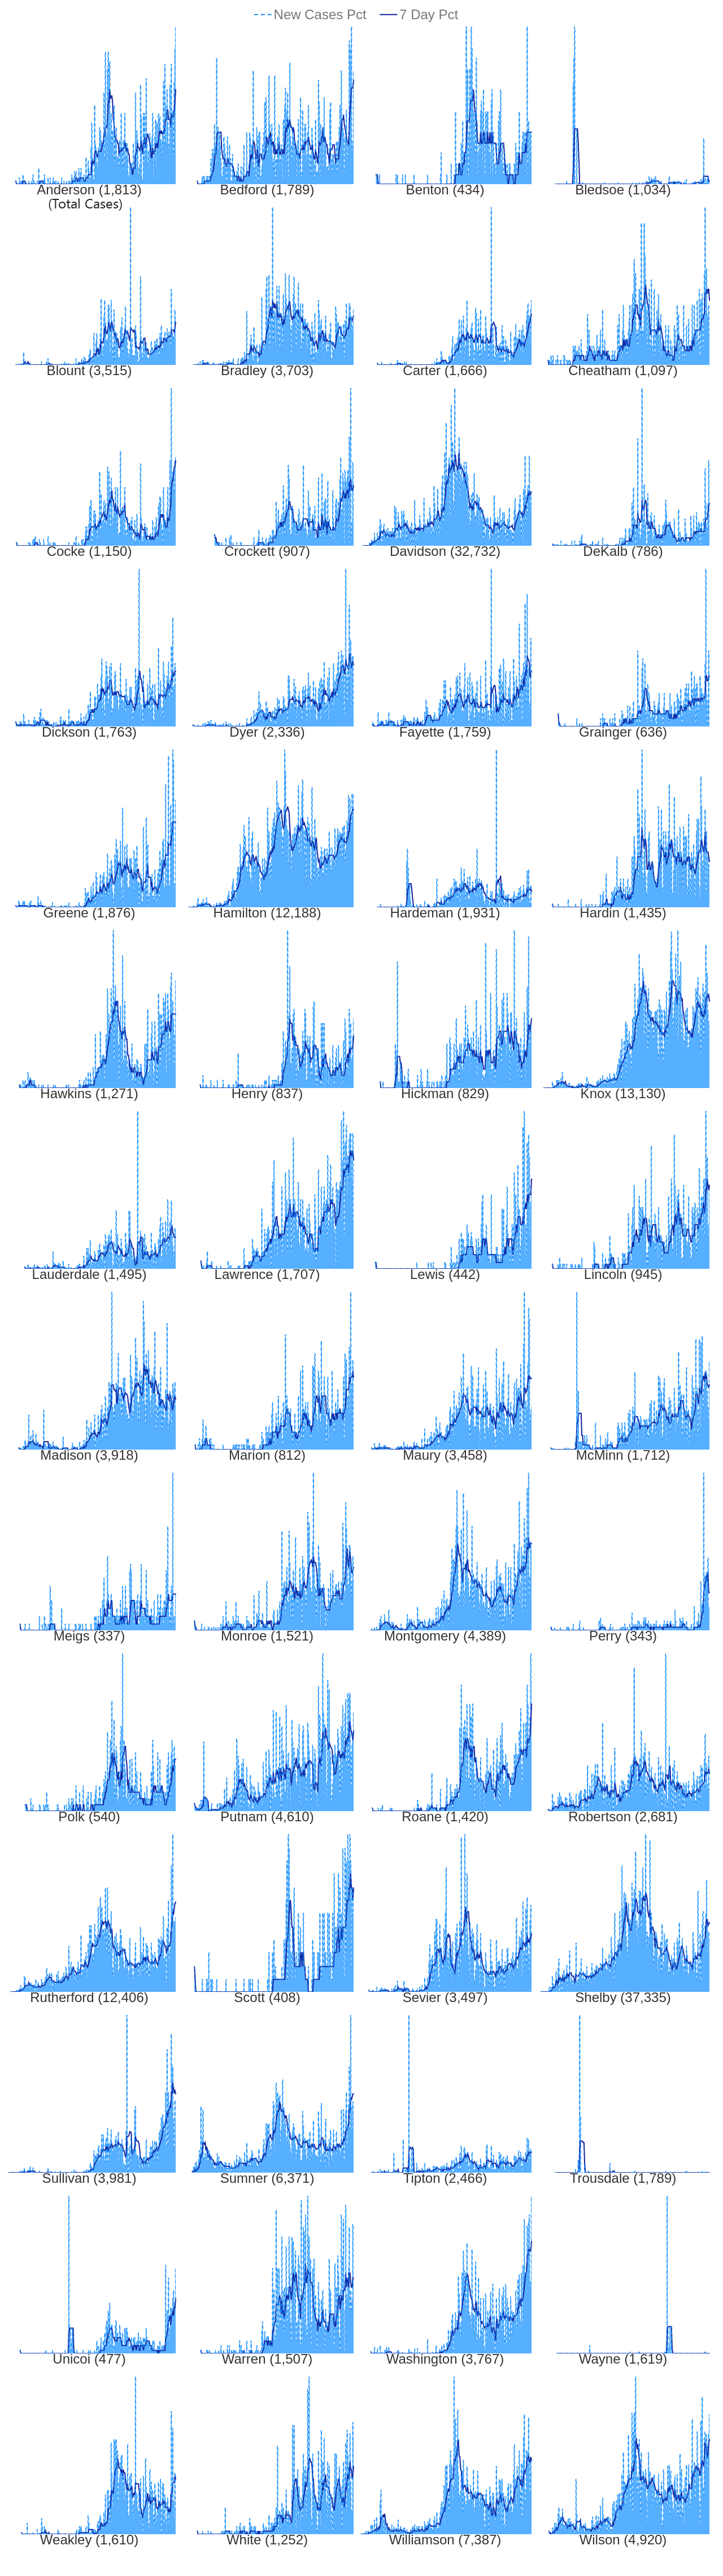 New Cases Pct 7 Day Pct
Anderson (1,813) Bedford (1,789) Benton (434) Bledsoe (1,034)
(Total Cases)
Blount (3,515) Bradley (3,703) Carter (1,666) Cheatham (1,097)
Cocke (1,150) Crockett (907) Davidson (32,732) DeKalb (786)
Dickson (1,763) Dyer (2,336) Fayette (1,759) Grainger (636)
Greene (1,876) Hamilton (12,188) Hardeman (1,931) Hardin (1,435)
Hawkins (1,271) Henry (837) Hickman (829) Knox (13,130)
Lauderdale (1,495) Lawrence (1,707) Lewis (442) Lincoln (945)
Madison (3,918) Marion (812) Maury (3,458) McMinn (1,712)
Meigs (337) Monroe (1,521) Montgomery (4,389) Perry (343)
Polk (540) Putnam (4,610) Roane (1,420) Robertson (2,681)
Rutherford (12,406) Scott (408) Sevier (3,497) Shelby (37,335)
Sullivan (3,981) Sumner (6,371) Tipton (2,466) Trousdale (1,789)
Unicoi (477) Warren (1,507) Washington (3,767) Wayne (1,619)
Weakley (1,610) White (1,252) Williamson (7,387) Wilson (4,920)